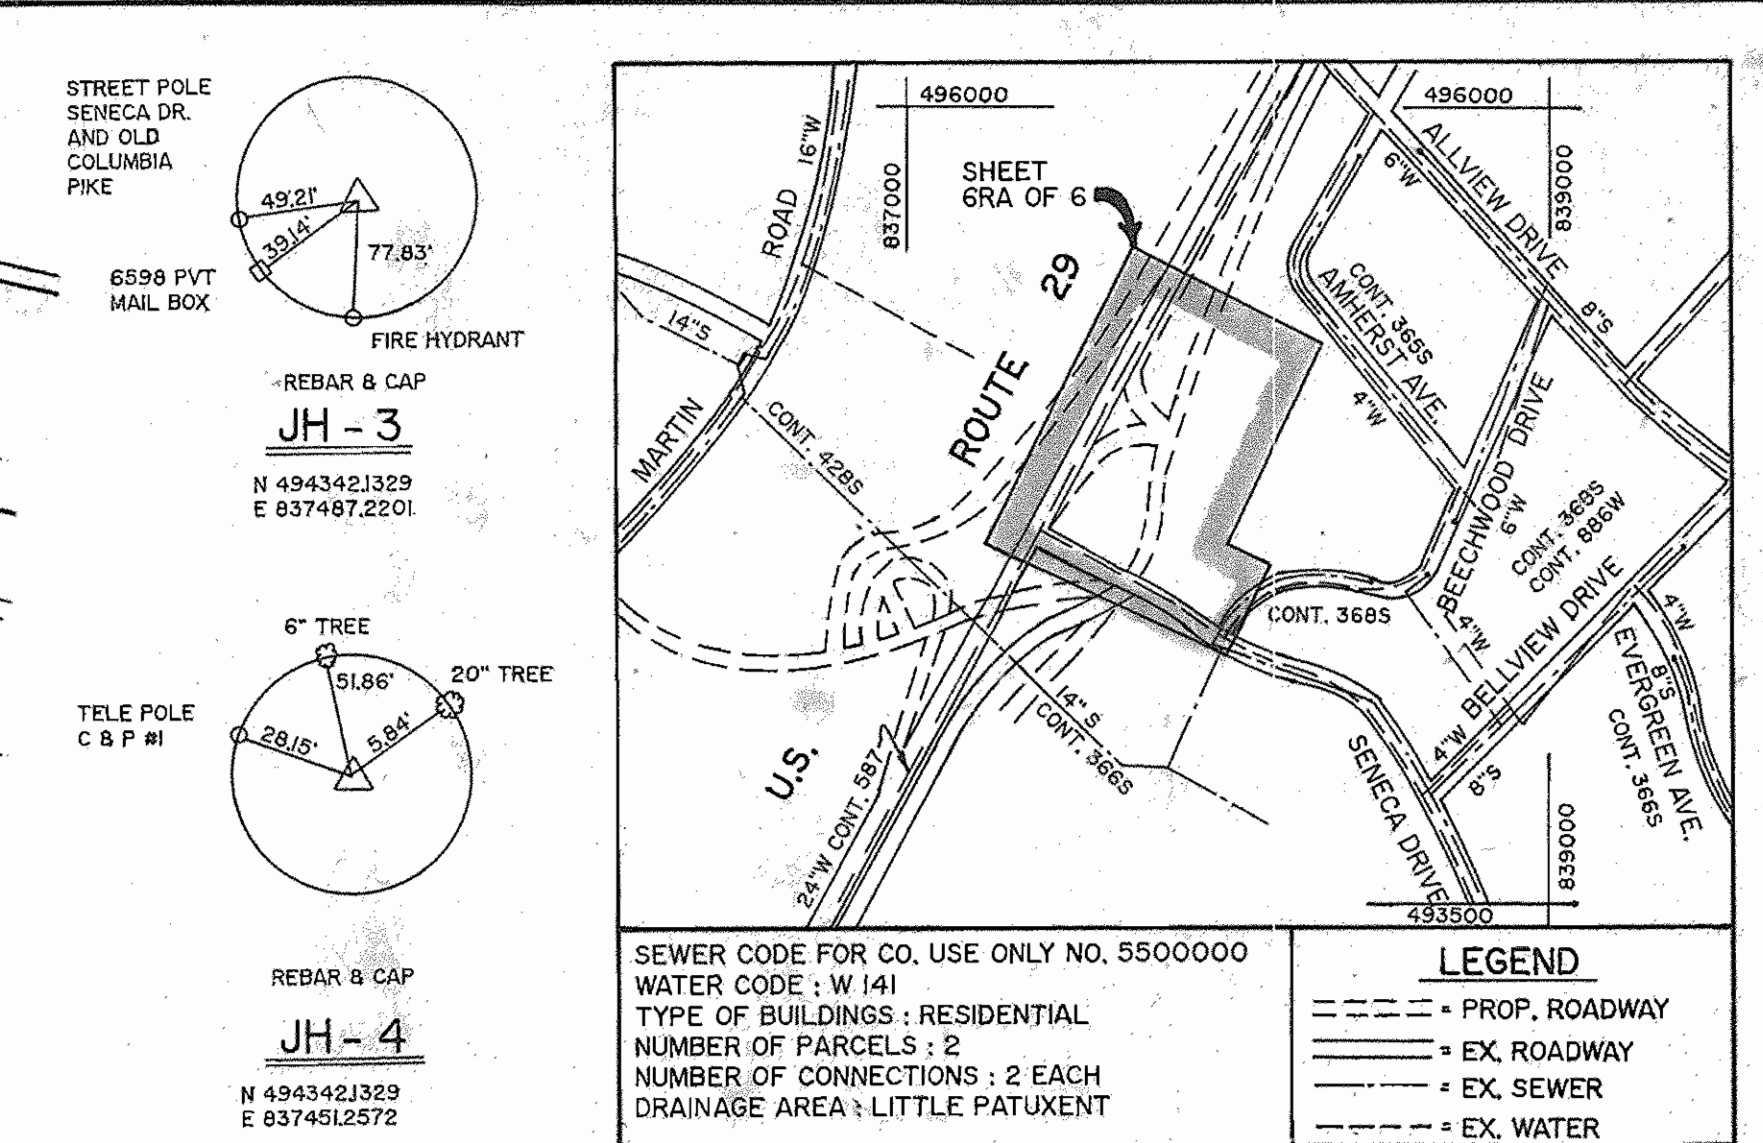 STREET POLE
SENECA DR.
AND OLD
COLUMBIA
PIKE
49.21'
39.14'
77.83'
6598 PVT
MAIL BOX
FIRE HYDRANT
REBAR & CAP
JH - 3
N 494342.1329
E 837487.2201
6" TREE
20" TREE
51.86'
TELE POLE
C & P #1
28.15'
5.84'
REBAR & CAP
JH - 4
N 494342.1329
E 837451.2572
496000
837000
496000
839000
SHEET
6RA OF 6
16"W
MARTIN ROAD
14"S
CONT. 428S
U.S. ROUTE 29
ALLVIEW DRIVE
6"W
8"S
CONT. 365S
AMHERST AVE.
4"W
BEECHWOOD DRIVE
6"W
CONT. 368S
CONT. 886W
BELLVIEW DRIVE
4"W
8"S
4"W
CONT. 368S
4"W
8"S
EVERGREEN AVE.
CONT. 366S
SENECA DRIVE
14"S
CONT. 366S
24"W CONT. 587
839000
493500
SEWER CODE FOR CO. USE ONLY NO. 5500000
WATER CODE : W 141
TYPE OF BUILDINGS : RESIDENTIAL
NUMBER OF PARCELS : 2
NUMBER OF CONNECTIONS : 2 EACH
DRAINAGE AREA : LITTLE PATUXENT
LEGEND
= PROP. ROADWAY
= EX. ROADWAY
= EX. SEWER
= EX. WATER